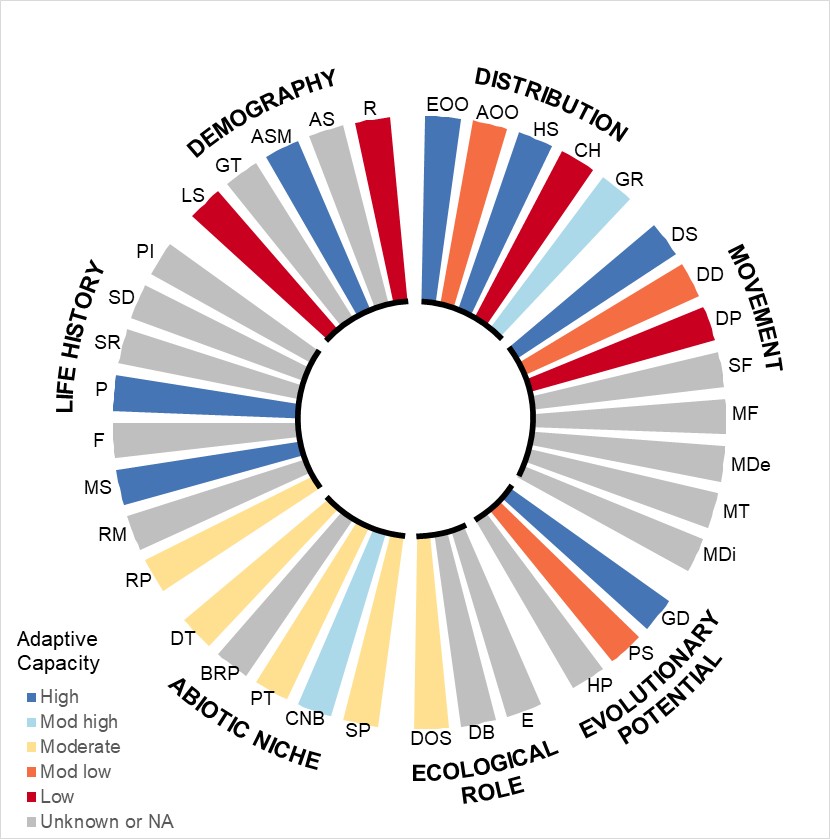 DISTRIBUTION
EOO
AOO
HS
CH
GR
MOVEMENT
DS
DD
DP
SF
MF
MDe
MT
MDi
EVOLUTIONARY
POTENTIAL
GD
PS
HP
ECOLOGICAL
ROLE
E
DB
DOS
ABIOTIC NICHE
SP
CNB
PT
BRP
DT
LIFE HISTORY
RP
RM
MS
F
P
SR
SD
PI
DEMOGRAPHY
LS
GT
ASM
AS
R
Adaptive
Capacity
High
Mod high
Moderate
Mod low
Low
Unknown or NA